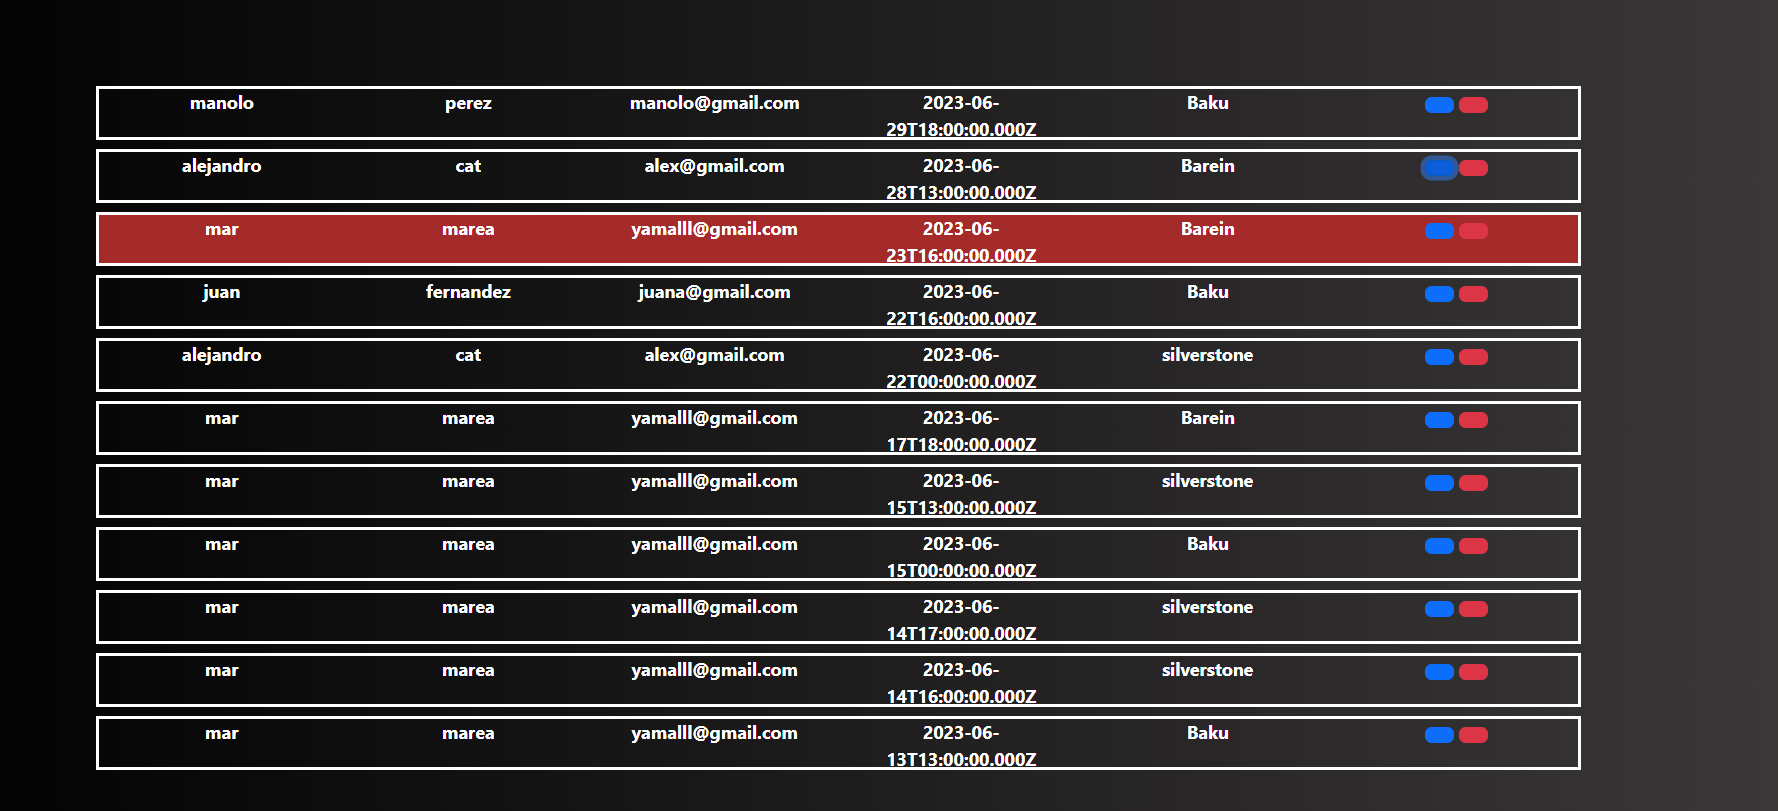 manolo perez manolo@gmail.com 2023-06- Baku
29T18:00:00.000Z
alejandro cat alex@gmail.com 2023-06- Barein
28T13:00:00.000Z
mar marea yamalll@gmail.com 2023-06- Barein
23T16:00:00.000Z
juan fernandez juana@gmail.com 2023-06- Baku
22T16:00:00.000Z
alejandro cat alex@gmail.com 2023-06- silverstone
22T00:00:00.000Z
mar marea yamalll@gmail.com 2023-06- Barein
17T18:00:00.000Z
mar marea yamalll@gmail.com 2023-06- silverstone
15T13:00:00.000Z
mar marea yamalll@gmail.com 2023-06- Baku
15T00:00:00.000Z
mar marea yamalll@gmail.com 2023-06- silverstone
14T17:00:00.000Z
mar marea yamalll@gmail.com 2023-06- silverstone
14T16:00:00.000Z
mar marea yamalll@gmail.com 2023-06- Baku
13T13:00:00.000Z